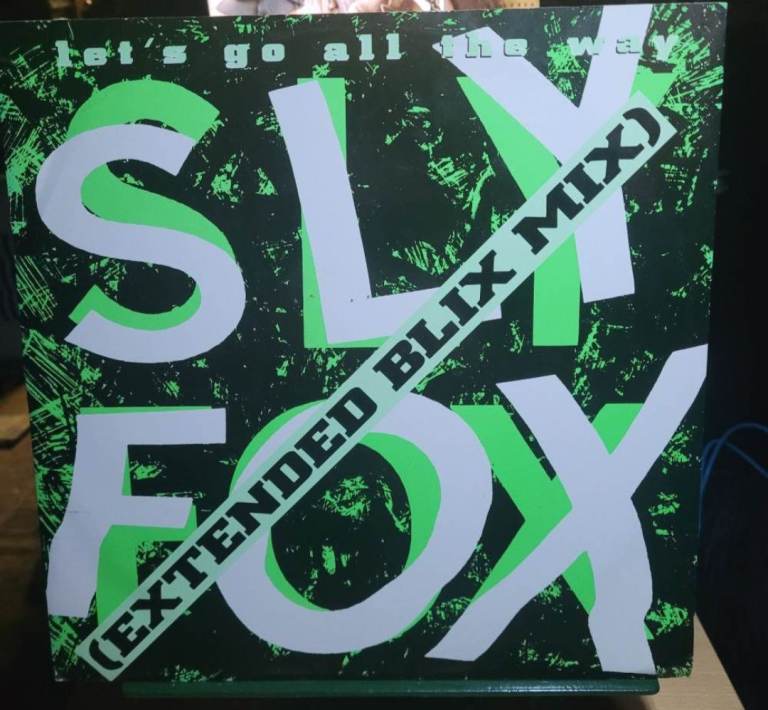 let's go all the way
SLY
FOX
(EXTENDED BLIX MIX)